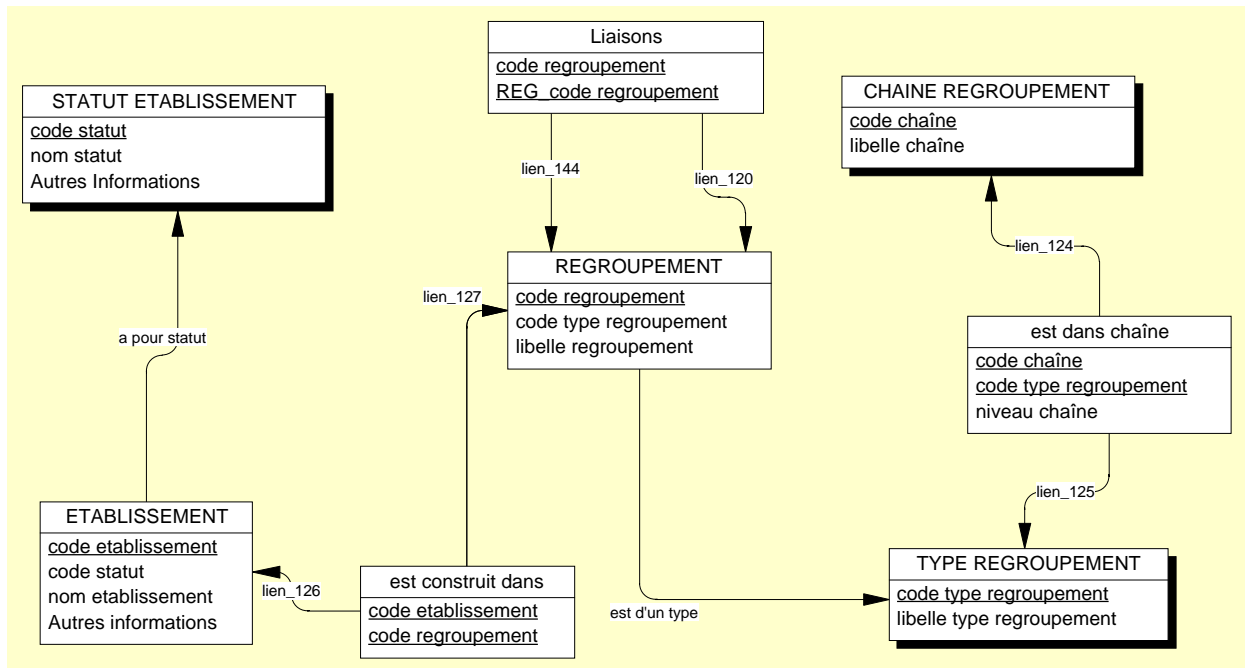 Liaisons
code regroupement
REG_code regroupement
STATUT ETABLISSEMENT
code statut
nom statut
Autres Informations
CHAINE REGROUPEMENT
code chaîne
libelle chaîne
lien_144
lien_120
lien_124
REGROUPEMENT
code regroupement
code type regroupement
libelle regroupement
lien_127
a pour statut
est dans chaîne
code chaîne
code type regroupement
niveau chaîne
lien_125
ETABLISSEMENT
code etablissement
code statut
nom etablissement
Autres informations
lien_126
est construit dans
code etablissement
code regroupement
est d'un type
TYPE REGROUPEMENT
code type regroupement
libelle type regroupement